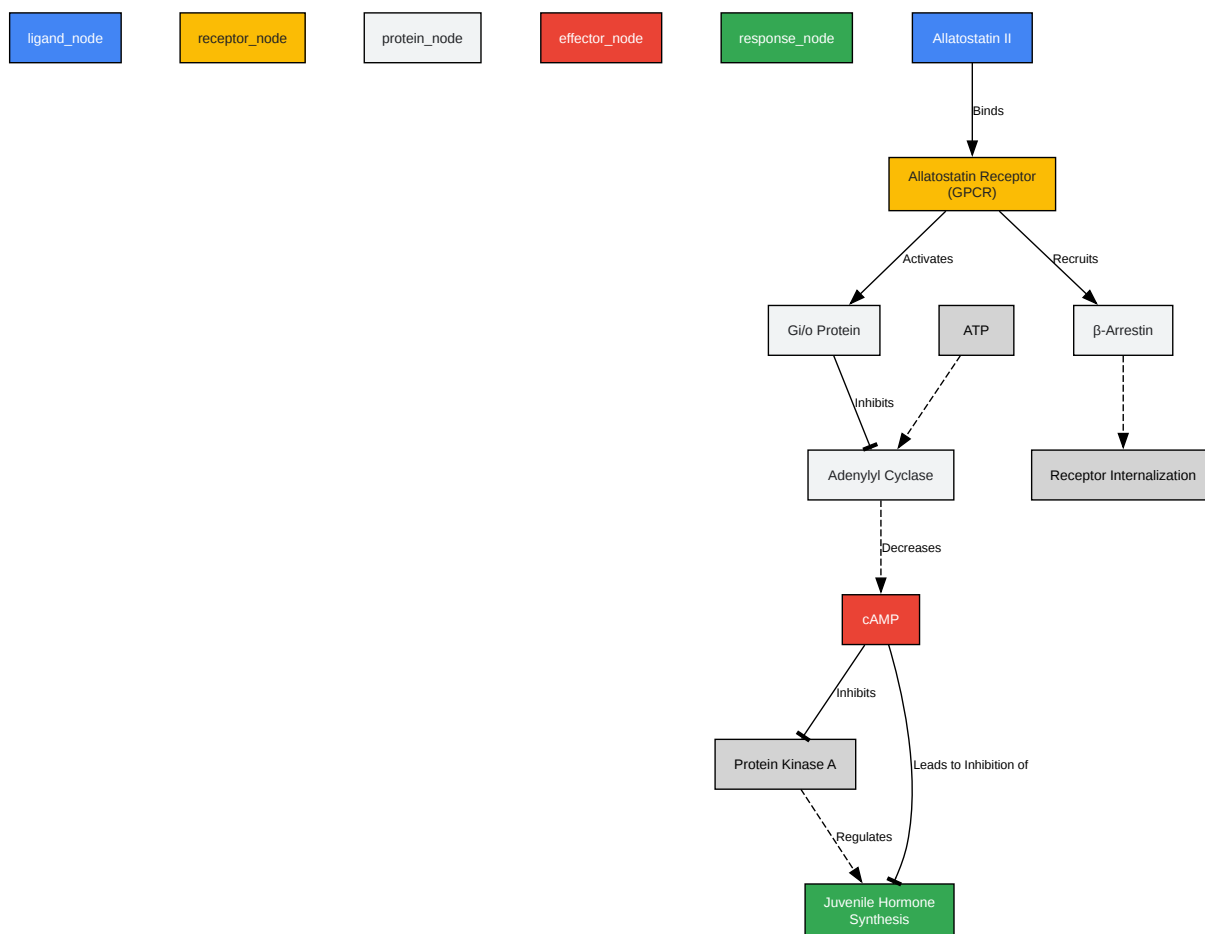 ligand_node
receptor_node
protein_node
effector_node
response_node
Allatostatin II
Binds
Allatostatin Receptor
(GPCR)
Activates
Recruits
Gi/o Protein
ATP
β-Arrestin
Inhibits
Adenylyl Cyclase
Receptor Internalization
Decreases
cAMP
Inhibits
Protein Kinase A
Leads to Inhibition of
Regulates
Juvenile Hormone
Synthesis